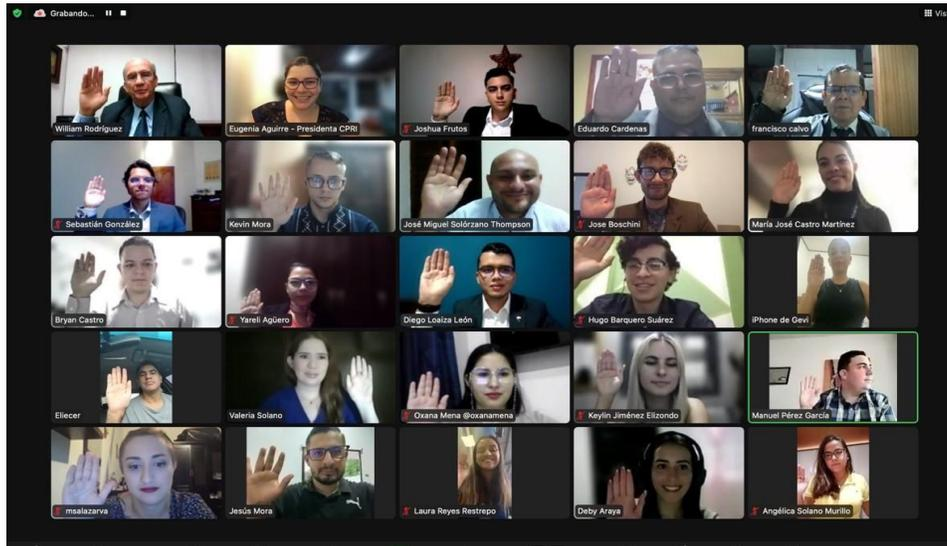 Grabando...
Vis
William Rodríguez
Eugenia Aguirre - Presidenta CPRI
Joshua Frutos
Eduardo Cardenas
francisco calvo
Sebastián González
Kevin Mora
José Miguel Solórzano Thompson
Jose Boschini
María José Castro Martínez
Bryan Castro
Yareli Agüero
Diego Loaiza León
Hugo Barquero Suárez
iPhone de Gevi
Eliecer
Valeria Solano
Oxana Mena @oxanamena
Keylin Jiménez Elizondo
Manuel Pérez García
msalazarva
Jesús Mora
Laura Reyes Restrepo
Deby Araya
Angélica Solano Murillo